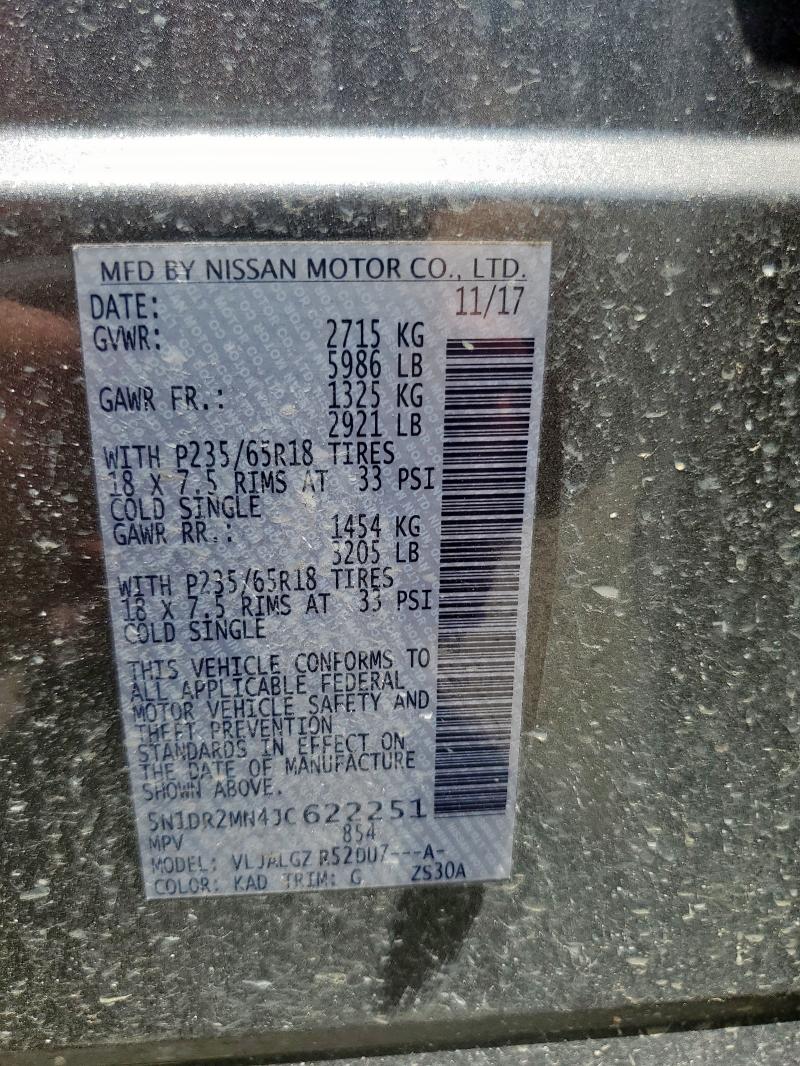 MFD BY NISSAN MOTOR CO., LTD.
DATE: 11/17
GVWR: 2715 KG
5986 LB
GAWR FR.: 1325 KG
2921 LB
WITH P235/65R18 TIRES
18 X 7.5 RIMS AT 33 PSI
COLD SINGLE
GAWR RR.: 1454 KG
3205 LB
WITH P235/65R18 TIRES
18 X 7.5 RIMS AT 33 PSI
COLD SINGLE
THIS VEHICLE CONFORMS TO
ALL APPLICABLE FEDERAL
MOTOR VEHICLE SAFETY AND
THEFT PREVENTION
STANDARDS IN EFFECT ON
THE DATE OF MANUFACTURE
SHOWN ABOVE.
5N1DR2MN4JC622251
MPV 854
MODEL: VLJALGZ R52DU7---A-
COLOR: KAD TRIM: G ZS30A